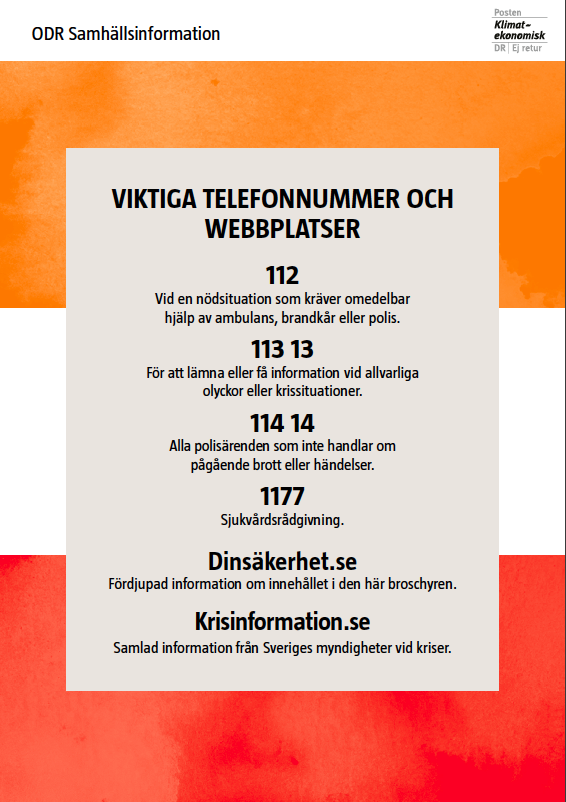 ODR Samhällsinformation
Posten
Klimat-
ekonomisk
DR | Ej retur
VIKTIGA TELEFONNUMMER OCH
WEBBPLATSER
112
Vid en nödsituation som kräver omedelbar
hjälp av ambulans, brandkår eller polis.
113 13
För att lämna eller få information vid allvarliga
olyckor eller krissituationer.
114 14
Alla polisärenden som inte handlar om
pågående brott eller händelser.
1177
Sjukvårdsrådgivning.
Dinsäkerhet.se
Fördjupad information om innehållet i den här broschyren.
Krisinformation.se
Samlad information från Sveriges myndigheter vid kriser.